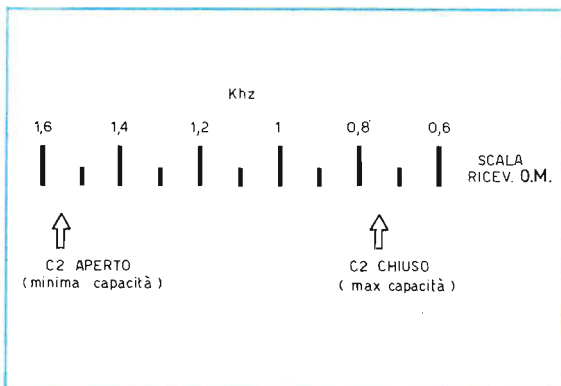 Khz
1,6 1,4 1,2 1 0,8 0,6
SCALA
RICEV. O.M.
C2 APERTO
(minima capacità)
C2 CHIUSO
( max capacità )